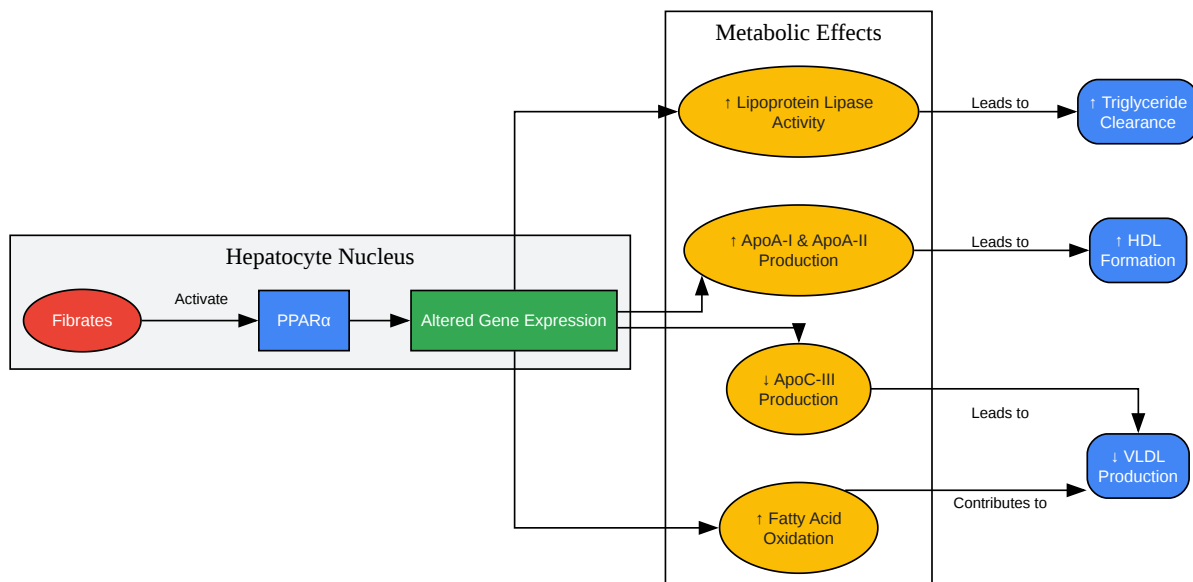 Metabolic Effects
↑ Lipoprotein Lipase
Activity
Leads to
↑ Triglyceride
Clearance
Hepatocyte Nucleus
Fibrates
Activate
PPARα
Altered Gene Expression
↑ ApoA-I & ApoA-II
Production
Leads to
↑ HDL
Formation
↓ ApoC-III
Production
Leads to
↓ VLDL
Production
↑ Fatty Acid
Oxidation
Contributes to